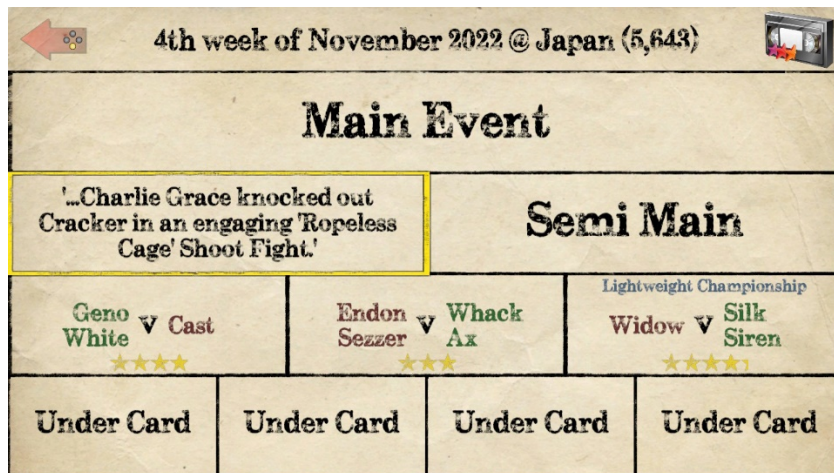 4th week of November 2022 @ Japan (5,643)
Main Event
'...Charlie Grace knocked out
Cracker in an engaging 'Ropeless
Cage' Shoot Fight.'
Semi Main
Geno
White v Cast
Endon
Sezzer v Whack
Ax
Lightweight Championship
Widow v Silk
Siren
Under Card
Under Card
Under Card
Under Card